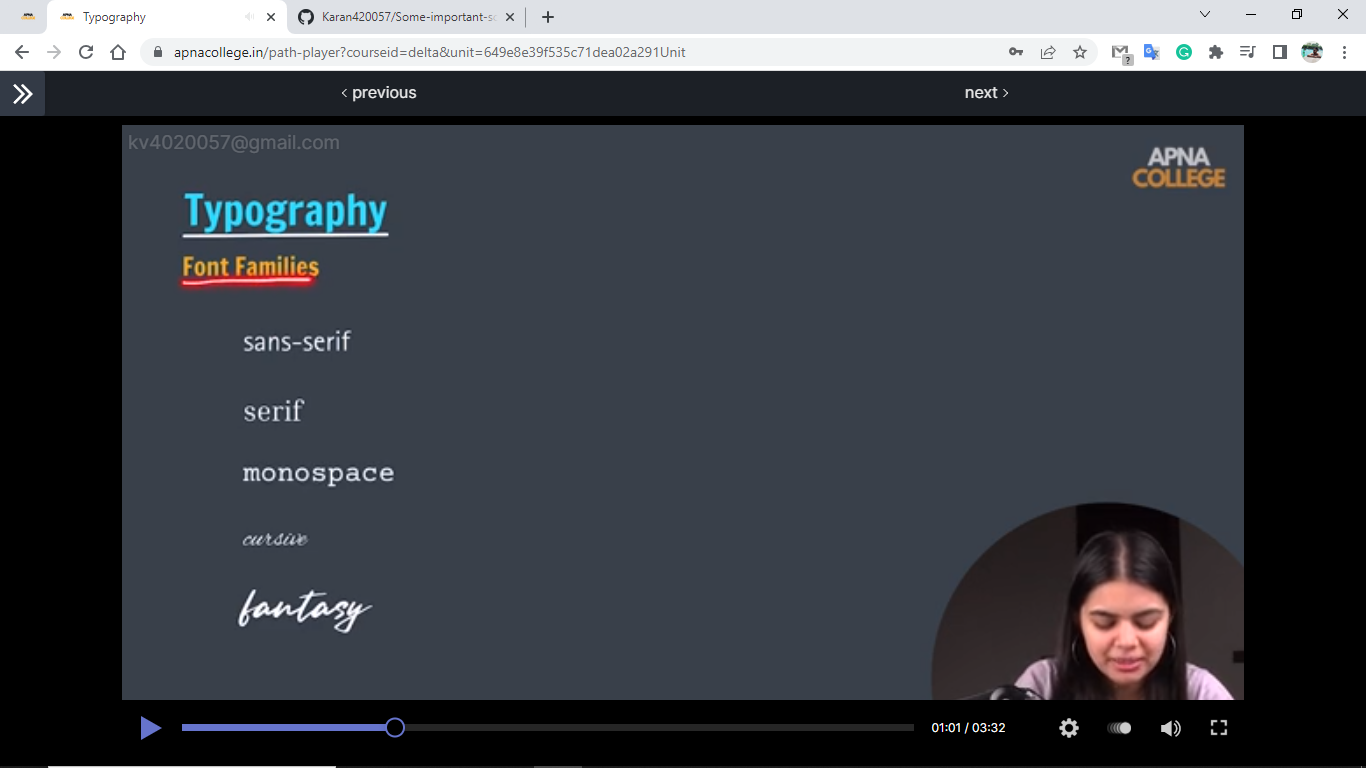 Typography
Karan420057/Some-important-sc
apnacollege.in/path-player?courseid=delta&unit=649e8e39f535c71dea02a291Unit
‹ previous
next ›
kv4020057@gmail.com
APNA
COLLEGE
Typography
Font Families
sans-serif
serif
monospace
cursive
fantasy
01:01 / 03:32